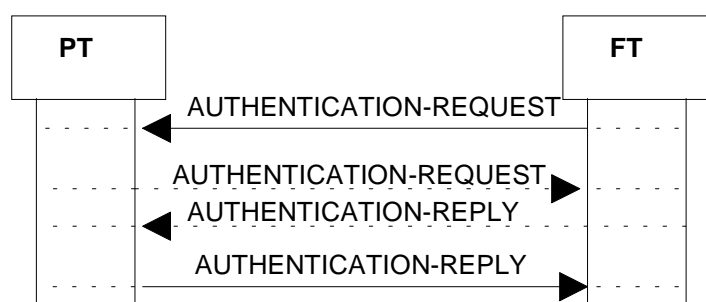 PT
FT
AUTHENTICATION-REQUEST
AUTHENTICATION-REQUEST
AUTHENTICATION-REPLY
AUTHENTICATION-REPLY